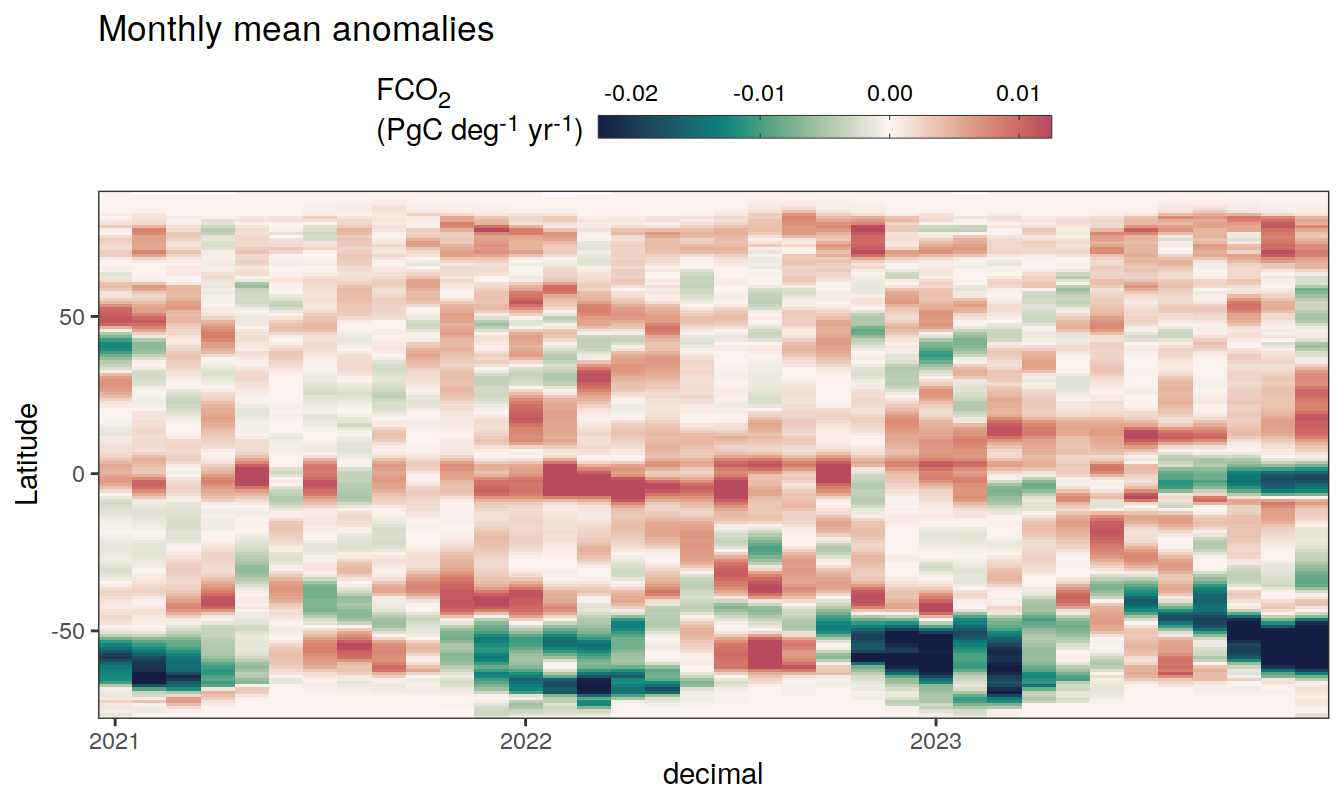 Monthly mean anomalies
FCO₂
(PgC deg⁻¹ yr⁻¹)
-0.02 -0.01 0.00 0.01
Latitude
50
0
-50
2021 2022 2023
decimal